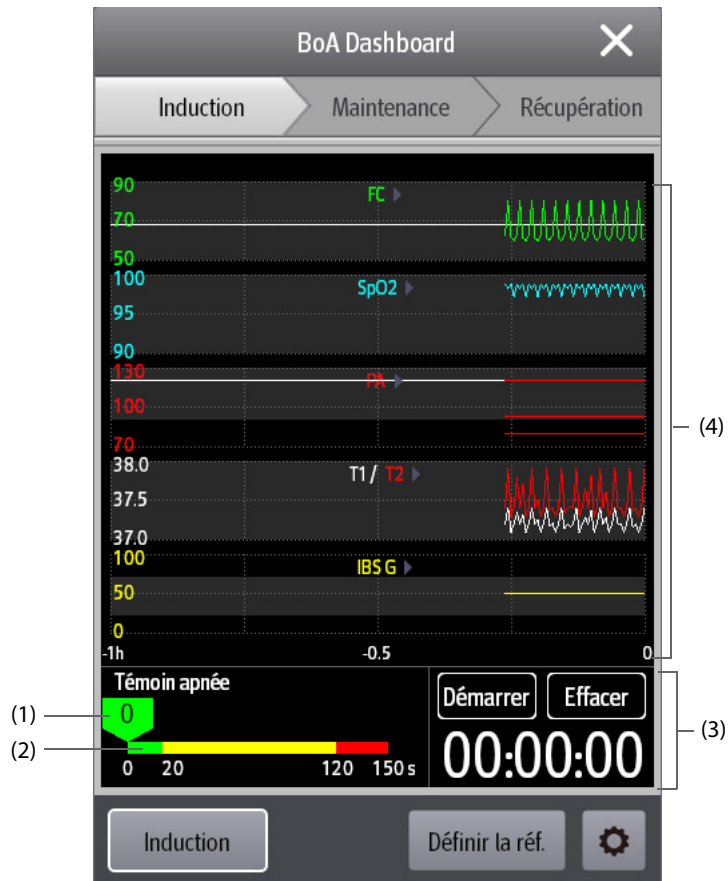 BoA Dashboard
Induction Maintenance Récupération
90
FC
70
50
100
SpO2
95
90
130
PA
100
70
(4)
38.0
T1/ T2
37.5
37.0
100
IBS G
50
0
-1h -0.5 0
Témoin apnée
Démarrer Effacer
(1) 0
(2)
(3)
00:00:00
0 20 120 150 s
Induction Définir la réf.